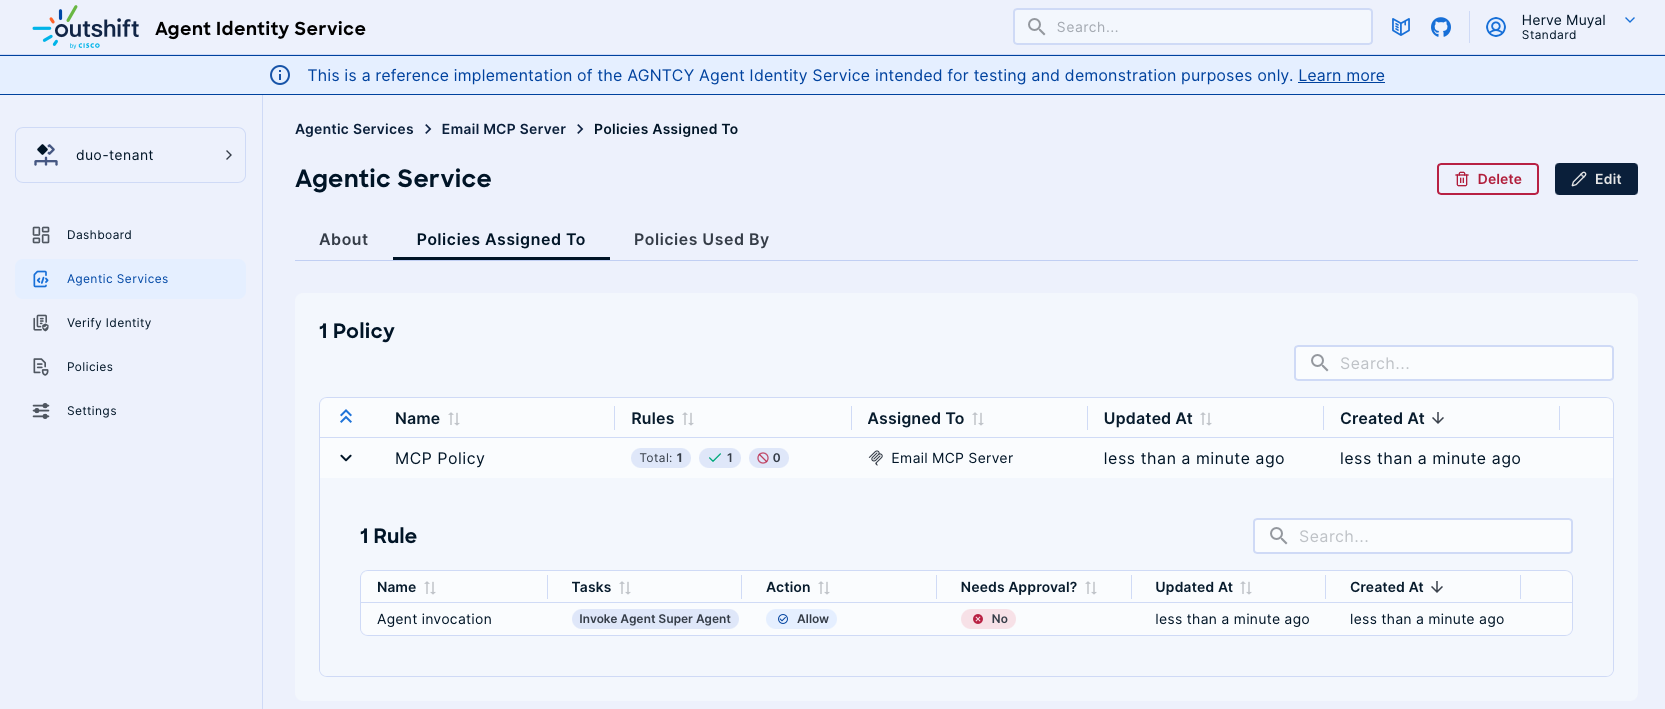 outshift
by CISCO
Agent Identity Service
Search...
Herve Muyal
Standard
This is a reference implementation of the AGNTCY Agent Identity Service intended for testing and demonstration purposes only. Learn more
duo-tenant
Dashboard
Agentic Services
Verify Identity
Policies
Settings
Agentic Services > Email MCP Server > Policies Assigned To
Agentic Service
Delete
Edit
About
Policies Assigned To
Policies Used By
1 Policy
Search...
Name Rules Assigned To Updated At Created At
MCP Policy Total: 1 1 0 Email MCP Server less than a minute ago less than a minute ago
1 Rule
Search...
Name Tasks Action Needs Approval? Updated At Created At
Agent invocation Invoke Agent Super Agent Allow No less than a minute ago less than a minute ago